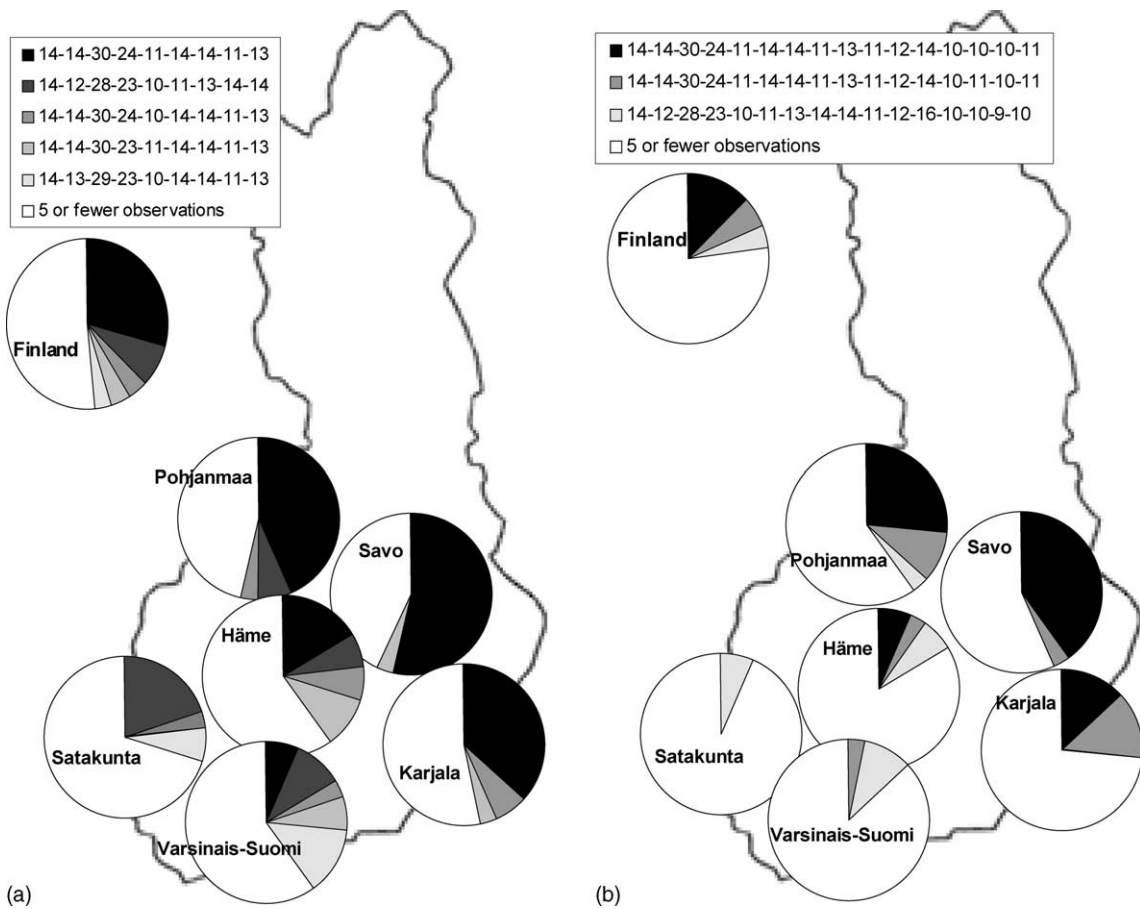 14-14-30-24-11-14-14-11-13
14-12-28-23-10-11-13-14-14
14-14-30-24-10-14-14-11-13
14-14-30-23-11-14-14-11-13
14-13-29-23-10-14-14-11-13
5 or fewer observations
Finland
Pohjanmaa
Savo
Häme
Satakunta
Karjala
Varsinais-Suomi
(a)
14-14-30-24-11-14-14-11-13-11-12-14-10-10-10-11
14-14-30-24-11-14-14-11-13-11-12-14-10-11-10-11
14-12-28-23-10-11-13-14-14-11-12-16-10-10-9-10
5 or fewer observations
Finland
Pohjanmaa
Savo
Häme
Karjala
Satakunta
Varsinais-Suomi
(b)